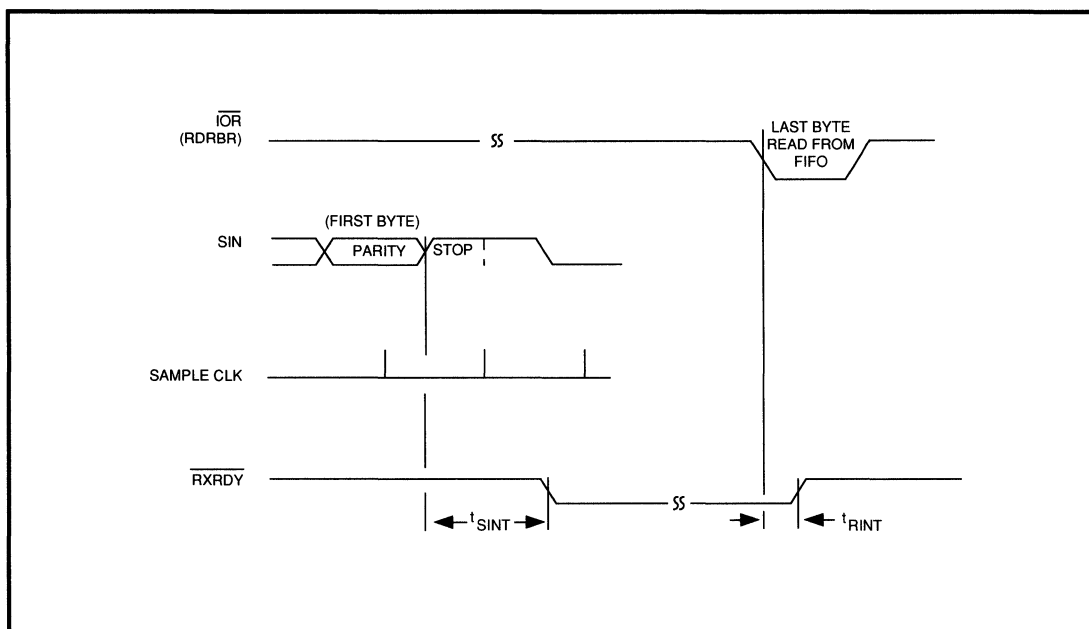 IOR
(RDRBR)
LAST BYTE
READ FROM
FIFO
(FIRST BYTE)
SIN
PARITY
STOP
SAMPLE CLK
RXRDY
tSINT
tRINT